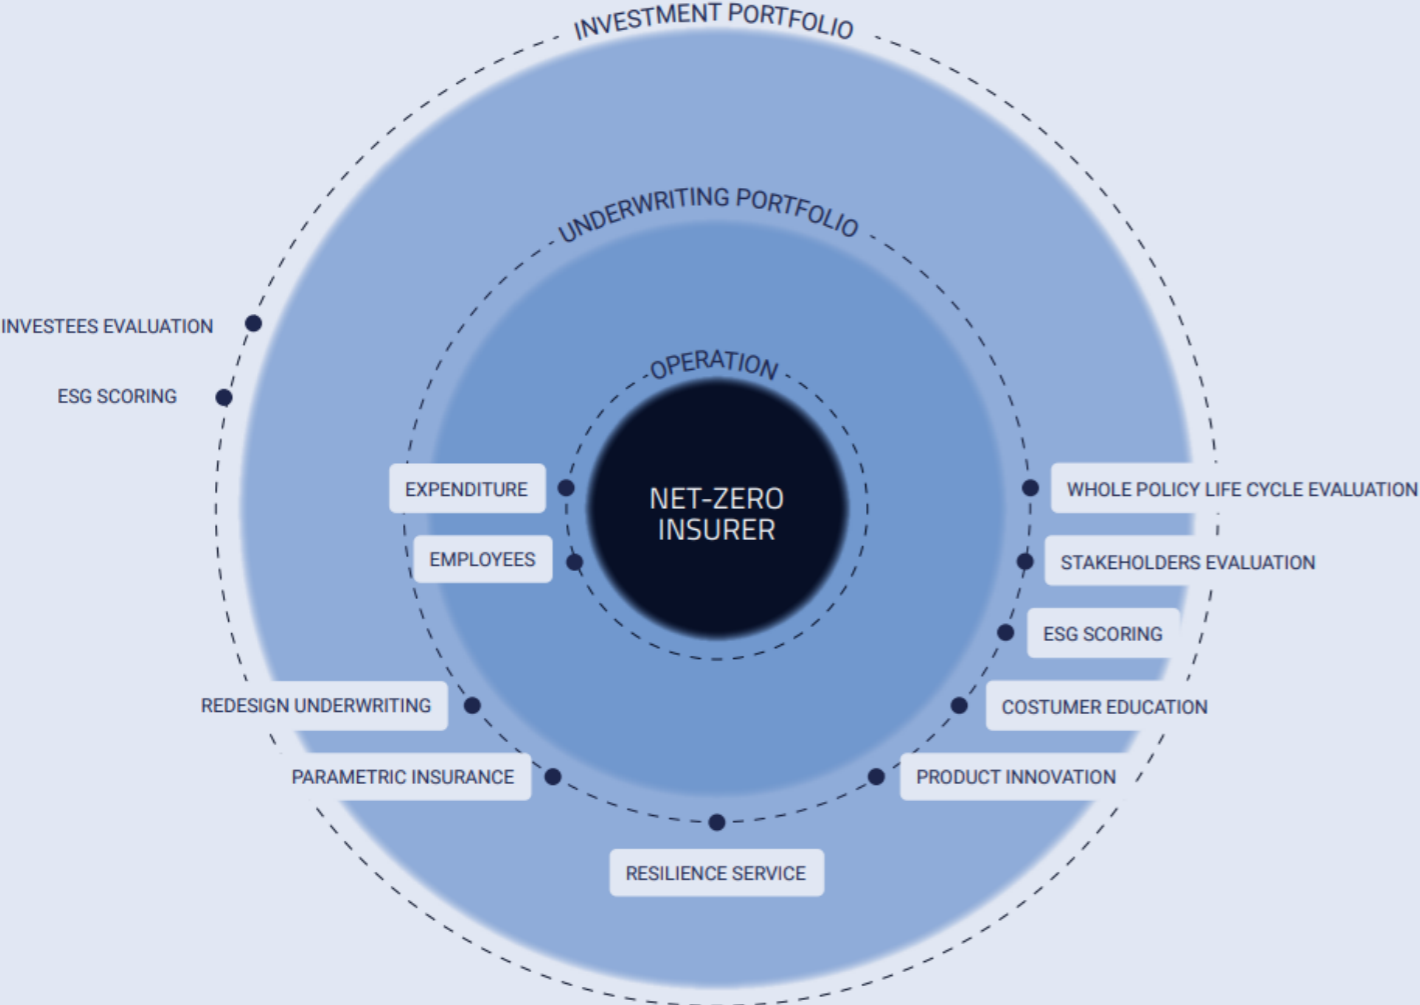 INVESTMENT PORTFOLIO
UNDERWRITING PORTFOLIO
INVESTEES EVALUATION
OPERATION
ESG SCORING
EXPENDITURE
NET-ZERO
INSURER
WHOLE POLICY LIFE CYCLE EVALUATION
EMPLOYEES
STAKEHOLDERS EVALUATION
ESG SCORING
REDESIGN UNDERWRITING
COSTUMER EDUCATION
PARAMETRIC INSURANCE
PRODUCT INNOVATION
RESILIENCE SERVICE